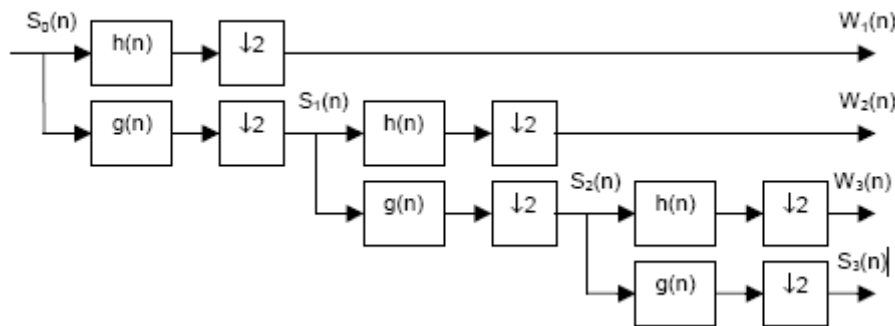 S₀(n) W₁(n)
h(n) ↓2
g(n) ↓2 S₁(n) h(n) ↓2 W₂(n)
g(n) ↓2 S₂(n) h(n) ↓2 W₃(n)
g(n) ↓2 S₃(n)